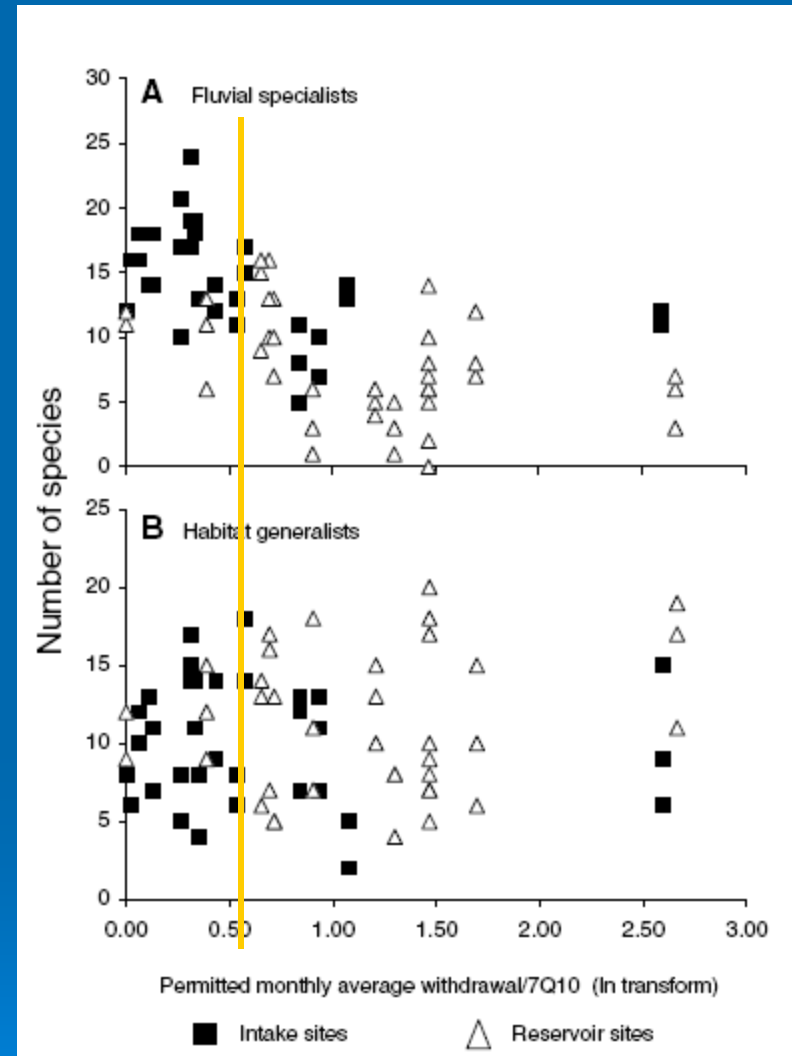 30
A Fluvial specialists
25
20
15
10
5
0
Number of species
25
B Habitat generalists
20
15
10
5
0
0.00 0.50 1.00 1.50 2.00 2.50 3.00
Permitted monthly average withdrawal/7Q10 (ln transform)
Intake sites Reservoir sites